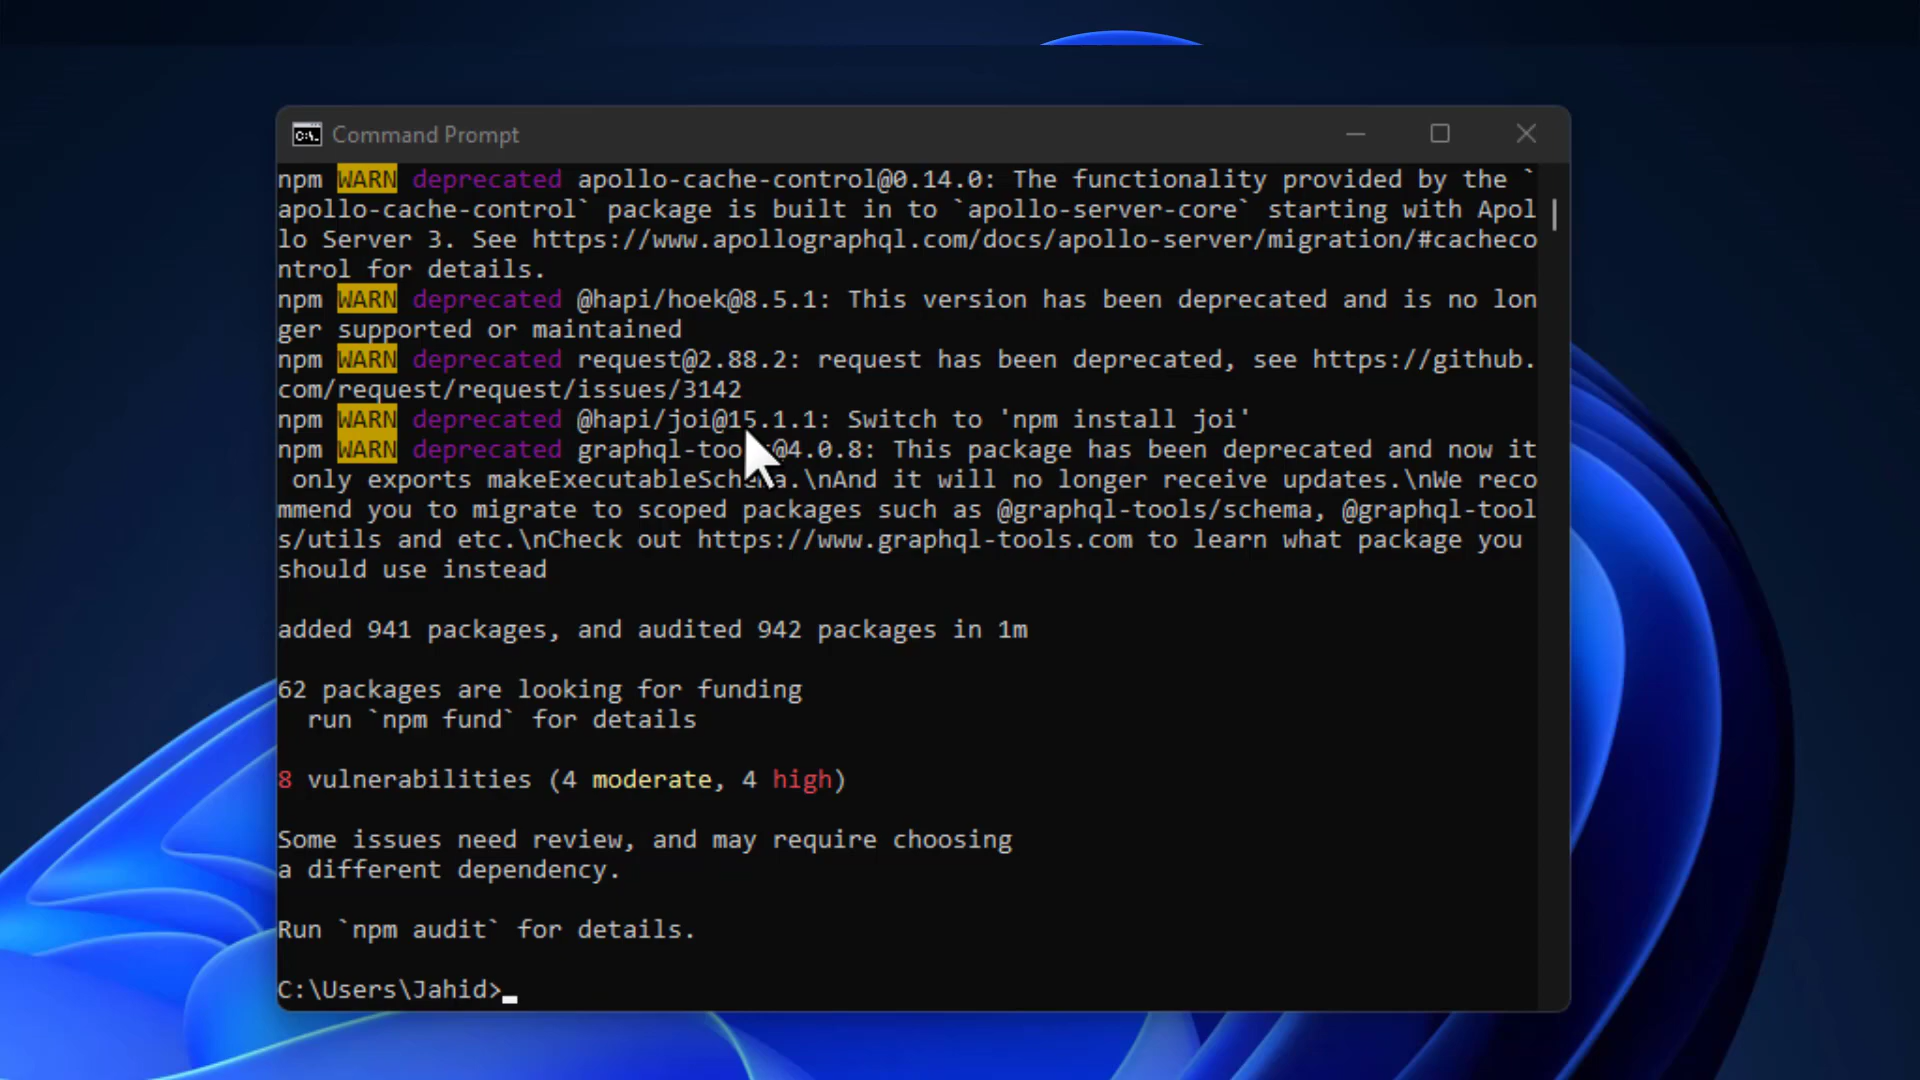 Command Prompt
npm WARN deprecated apollo-cache-control@0.14.0: The functionality provided by the `
apollo-cache-control` package is built in to `apollo-server-core` starting with Apol
lo Server 3. See https://www.apollographql.com/docs/apollo-server/migration/#cacheco
ntrol for details.
npm WARN deprecated @hapi/hoek@8.5.1: This version has been deprecated and is no lon
ger supported or maintained
npm WARN deprecated request@2.88.2: request has been deprecated, see https://github.
com/request/request/issues/3142
npm WARN deprecated @hapi/joi@15.1.1: Switch to 'npm install joi'
npm WARN deprecated graphql-tools@4.0.8: This package has been deprecated and now it
 only exports makeExecutableSchema.\nAnd it will no longer receive updates.\nWe reco
mmend you to migrate to scoped packages such as @graphql-tools/schema, @graphql-tool
s/utils and etc.\nCheck out https://www.graphql-tools.com to learn what package you
should use instead
added 941 packages, and audited 942 packages in 1m
62 packages are looking for funding
  run `npm fund` for details
8 vulnerabilities (4 moderate, 4 high)
Some issues need review, and may require choosing
a different dependency.
Run `npm audit` for details.
C:\Users\Jahid>